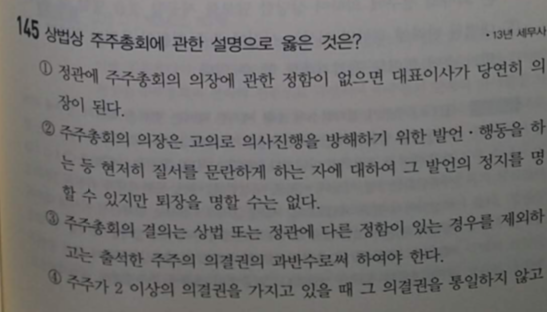 145 상법상 주주총회에 관한 설명으로 옳은 것은? • 13년 세무사
① 정관에 주주총회의 의장에 관한 정함이 없으면 대표이사가 당연히 의
장이 된다.
② 주주총회의 의장은 고의로 의사진행을 방해하기 위한 발언·행동을 하
는 등 현저히 질서를 문란하게 하는 자에 대하여 그 발언의 정지를 명
할 수 있지만 퇴장을 명할 수는 없다.
③ 주주총회의 결의는 상법 또는 정관에 다른 정함이 있는 경우를 제외하
고는 출석한 주주의 의결권의 과반수로써 하여야 한다.
④ 주주가 2 이상의 의결권을 가지고 있을 때 그 의결권을 통일하지 않고